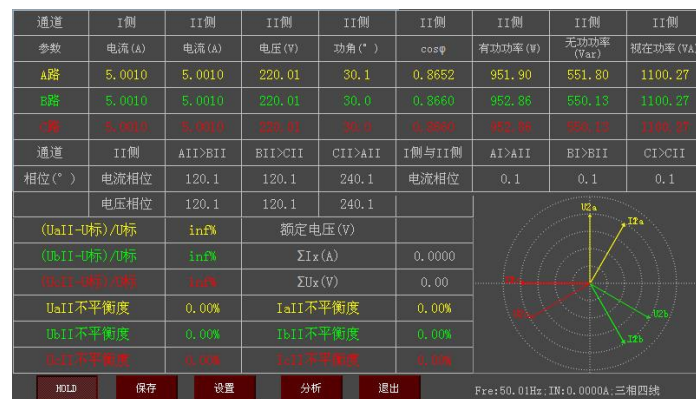 通道 I侧 I侧 II侧 II侧 II侧 II侧 II侧 II侧
参数 电流(A) 电流(A) 电压(V) 功角(°) cosφ 有功功率(W) 无功功率(Var) 视在功率(VA
A路 5.0010 5.0010 220.01 30.1 0.8652 951.90 551.80 1100.27
B路 5.0010 5.0010 220.01 30.0 0.8660 952.86 550.13 1100.27
5.0010 5.0010 220.01 30.0 0.8660 952.86 550.13 1100.27
通道 II侧 AII>BII BII>CII CII>AII I侧与II侧 AI>AII BI>BII CI>CII
相位(°) 电流相位 120.1 120.1 240.1 电流相位 0.1 0.1 0.1
电压相位 120.1 120.1 240.1
(UaII-U标)/U标 inf% 额定电压(V)
(UbII-U标)/U标 inf% ΣIx(A) 0.0000
(UcII-U标)/U标 inf% ΣUx(V) 0.00
UaII不平衡度 0.00% IaII不平衡度 0.00%
UbII不平衡度 0.00% IbII不平衡度 0.00%
UcII不平衡度 0.00% IcII不平衡度 0.00%
U2a
U2b
HOLD 保存 设置 分析 退出 Fre:50.01Hz;IN:0.0000A;三相四线